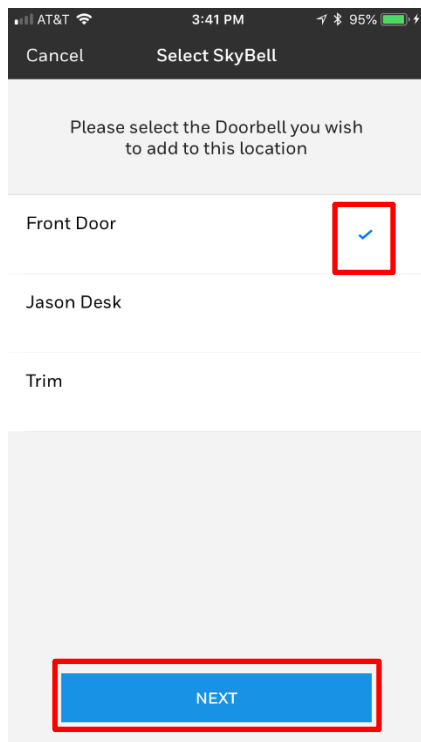 AT&T 3:41 PM 95%
Cancel Select SkyBell
Please select the Doorbell you wish
to add to this location
Front Door
Jason Desk
Trim
NEXT